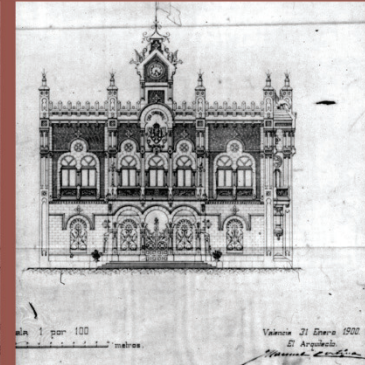 ala 1 por 100
metros.
Valencia 31 Enero 1900.
El Arquitecto.